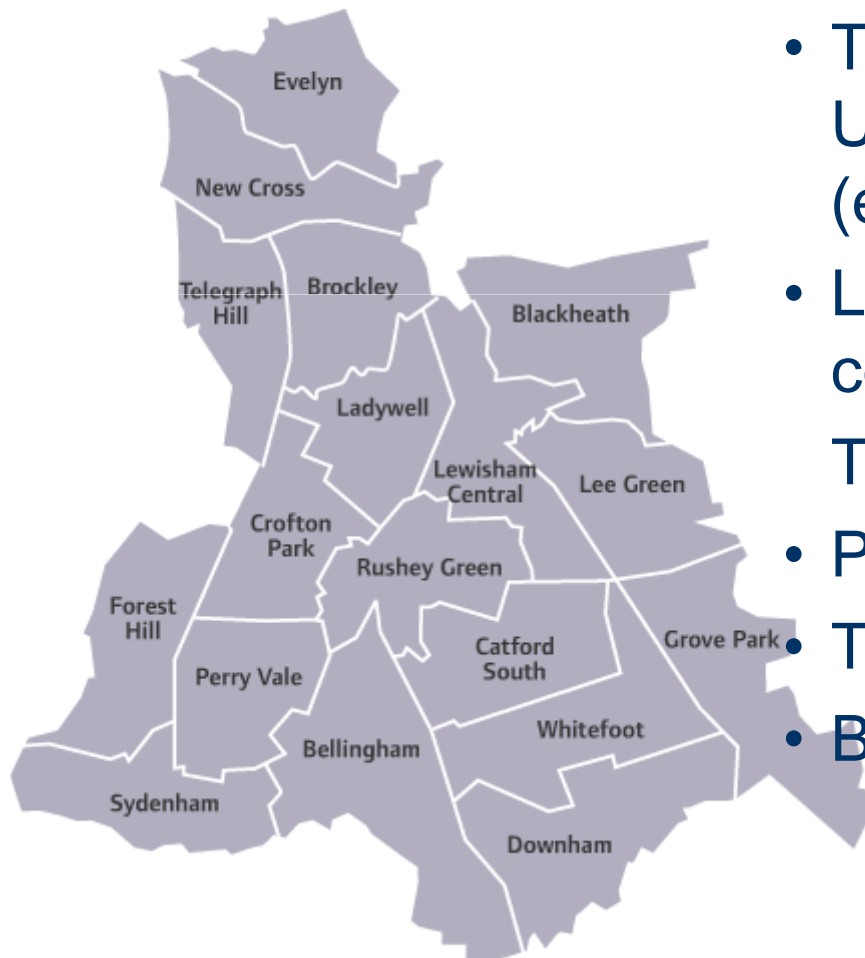 Evelyn
New Cross
Telegraph
Hill
Brockley
Blackheath
Ladywell
Lewisham
Central
Lee Green
Crofton
Park
Rushey Green
Forest
Hill
Perry Vale
Catford
South
Grove Park
Bellingham
Whitefoot
Sydenham
Downham
• T
U
(e
• L
c
T
• P
• T
• B